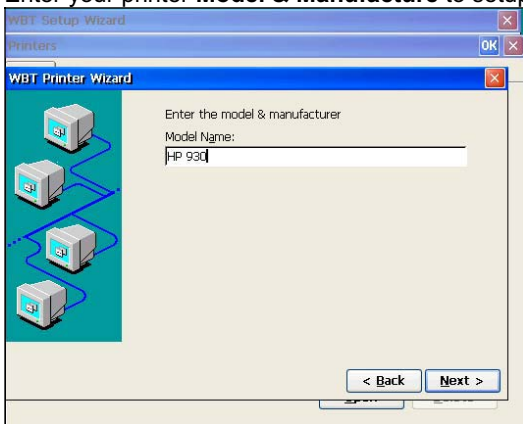 Enter your printer Model & Manufacture to setup
WBT Setup Wizard
Printers
OK
WBT Printer Wizard
Enter the model & manufacturer
Model Name:
HP 930
< Back
Next >